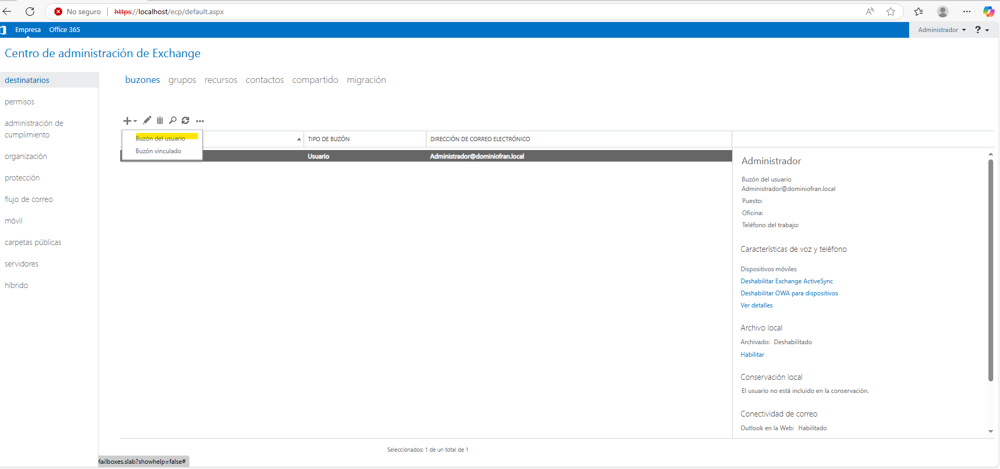 No seguro https://localhost/ecp/default.aspx
Empresa Office 365 Administrador ?
Centro de administración de Exchange
destinatarios
permisos
administración de
cumplimiento
organización
protección
flujo de correo
móvil
carpetas públicas
servidores
híbrido
buzones grupos recursos contactos compartido migración
Buzón del usuario
Buzón vinculado
TIPO DE BUZÓN DIRECCIÓN DE CORREO ELECTRÓNICO
Usuario Administrador@dominiofran.local
Administrador
Buzón del usuario
Administrador@dominiofran.local
Puesto:
Oficina:
Teléfono del trabajo:
Características de voz y teléfono
Dispositivos móviles
Deshabilitar Exchange ActiveSync
Deshabilitar OWA para dispositivos
Ver detalles
Archivo local
Archivado: Deshabilitado
Habilitar
Conservación local
El usuario no está incluido en la conservación.
Conectividad de correo
Outlook en la Web: Habilitado
Seleccionados: 1 de un total de 1
Mailboxes.slab?showhelp=false#